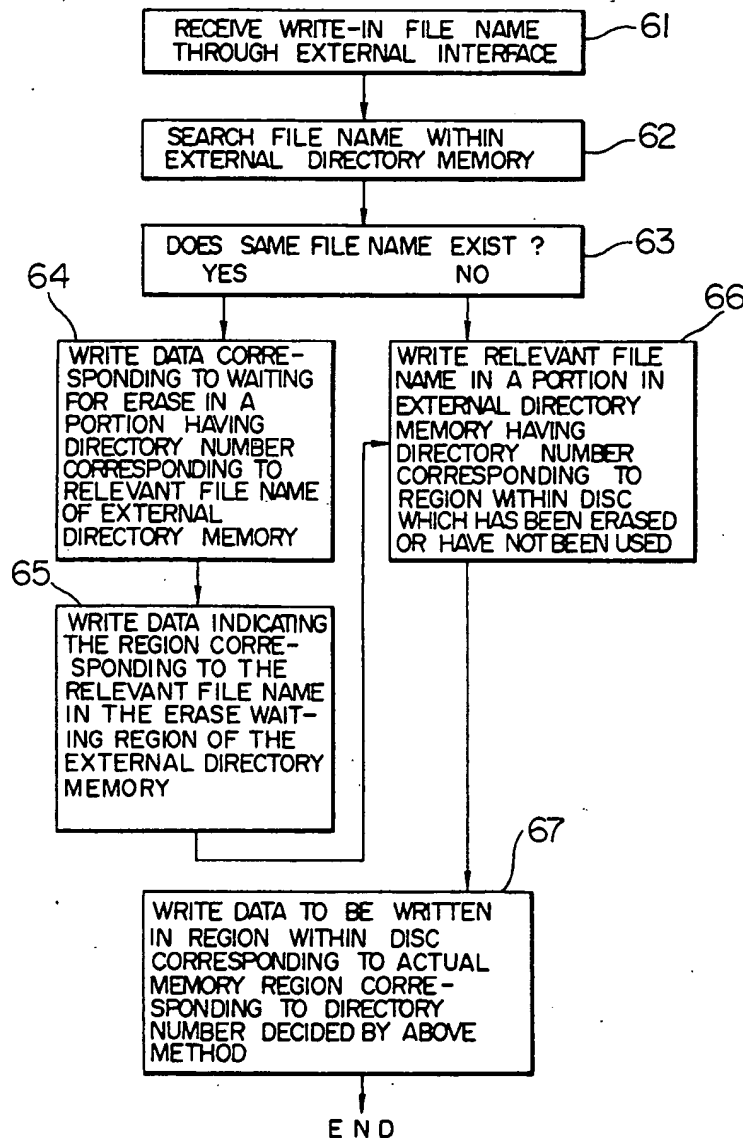 RECEIVE WRITE-IN FILE NAME
THROUGH EXTERNAL INTERFACE
61
SEARCH FILE NAME WITHIN
EXTERNAL DIRECTORY MEMORY
62
DOES SAME FILE NAME EXIST ?
YES NO
63
64
WRITE DATA CORRE-
SPONDING TO WAITING
FOR ERASE IN A
PORTION HAVING
DIRECTORY NUMBER
CORRESPONDING TO
RELEVANT FILE NAME
OF EXTERNAL
DIRECTORY MEMORY
65
WRITE DATA INDICATING
THE REGION CORRE-
SPONDING TO THE
RELEVANT FILE NAME
IN THE ERASE WAIT-
ING REGION OF THE
EXTERNAL DIRECTORY
MEMORY
66
WRITE RELEVANT FILE
NAME IN A PORTION IN
EXTERNAL DIRECTORY
MEMORY HAVING
DIRECTORY NUMBER
CORRESPONDING TO
REGION WITHIN DISC
WHICH HAS BEEN ERASED
OR HAVE NOT BEEN USED
67
WRITE DATA TO BE WRITTEN
IN REGION WITHIN DISC
CORRESPONDING TO ACTUAL
MEMORY REGION CORRE-
SPONDING TO DIRECTORY
NUMBER DECIDED BY ABOVE
METHOD
END